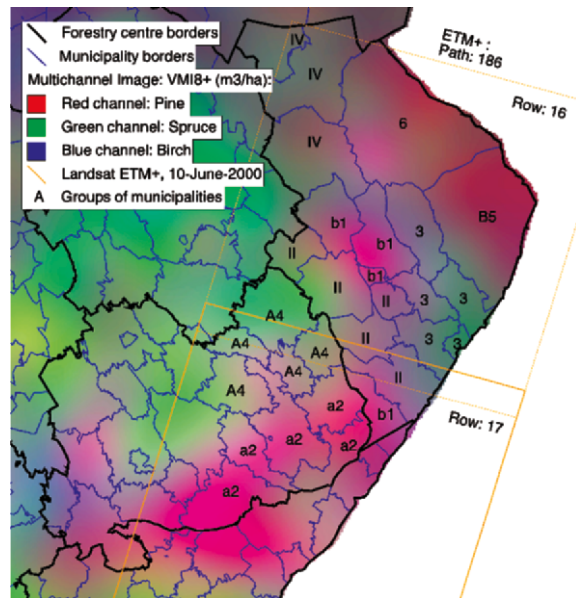 Forestry centre borders
Municipality borders
Multichannel Image: VMI8+ (m3/ha):
Red channel: Pine
Green channel: Spruce
Blue channel: Birch
Landsat ETM+, 10-June-2000
A Groups of municipalities
ETM+ :
Path: 186
Row: 16
IV
IV
6
IV
B5
b1
3
b1
II
b1
II
II
3
3
A4
II
3
3
A4
A4
A4
A4
II
a2
b1
Row: 17
a2
a2
a2
a2